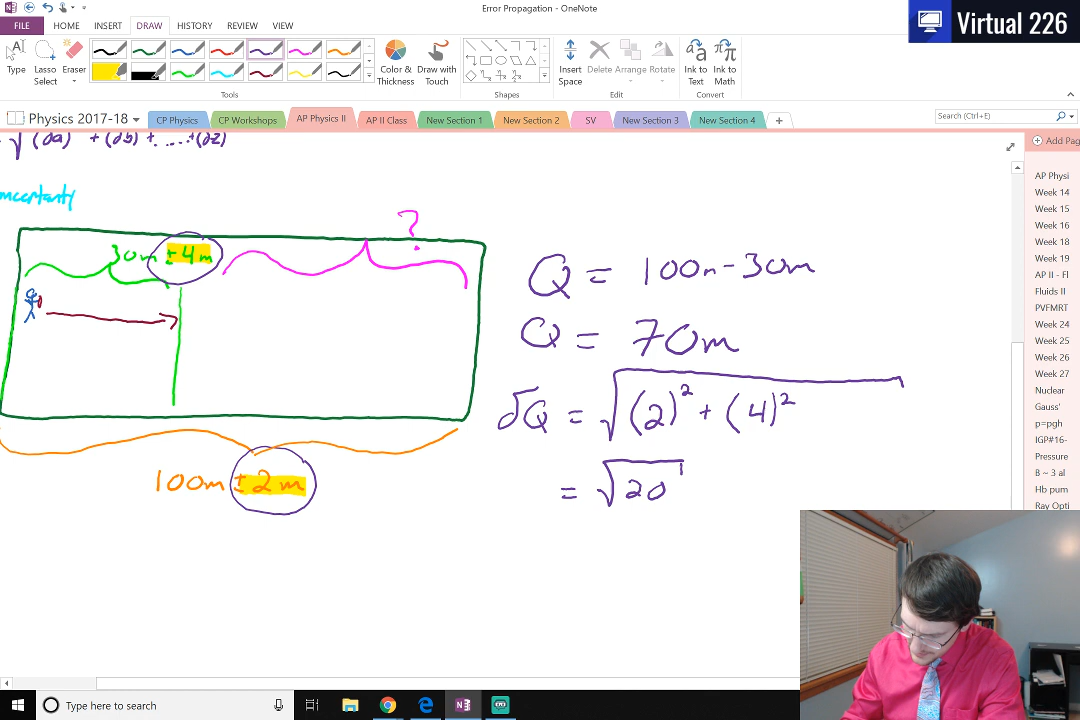 Error Propagation - OneNote
Virtual 226
FILE HOME INSERT DRAW HISTORY REVIEW VIEW
Type Lasso Select Eraser Color & Thickness Draw with Touch Insert Space Delete Arrange Rotate Ink to Text Ink to Math
Tools Shapes Edit Convert
Physics 2017-18 CP Physics CP Workshops AP Physics II AP II Class New Section 1 New Section 2 SV New Section 3 New Section 4 + Search (Ctrl+E)
√(δa) + (δb) + .....+(δz)
uncertainty
30m ± 4m
?
100m ± 2m
Q = 100m - 30m
Q = 70m
δQ = √(2)² + (4)²
= √20
Add Pag
AP Physi
Week 14
Week 15
Week 16
Week 18
Week 19
AP II - Fl
Fluids II
PVFMRT
Week 24
Week 25
Week 26
Week 27
Nuclear
Gauss'
p=pgh
IGP#16-
Pressure
B ~ 3 al
Hb pum
Ray Opti
Type here to search